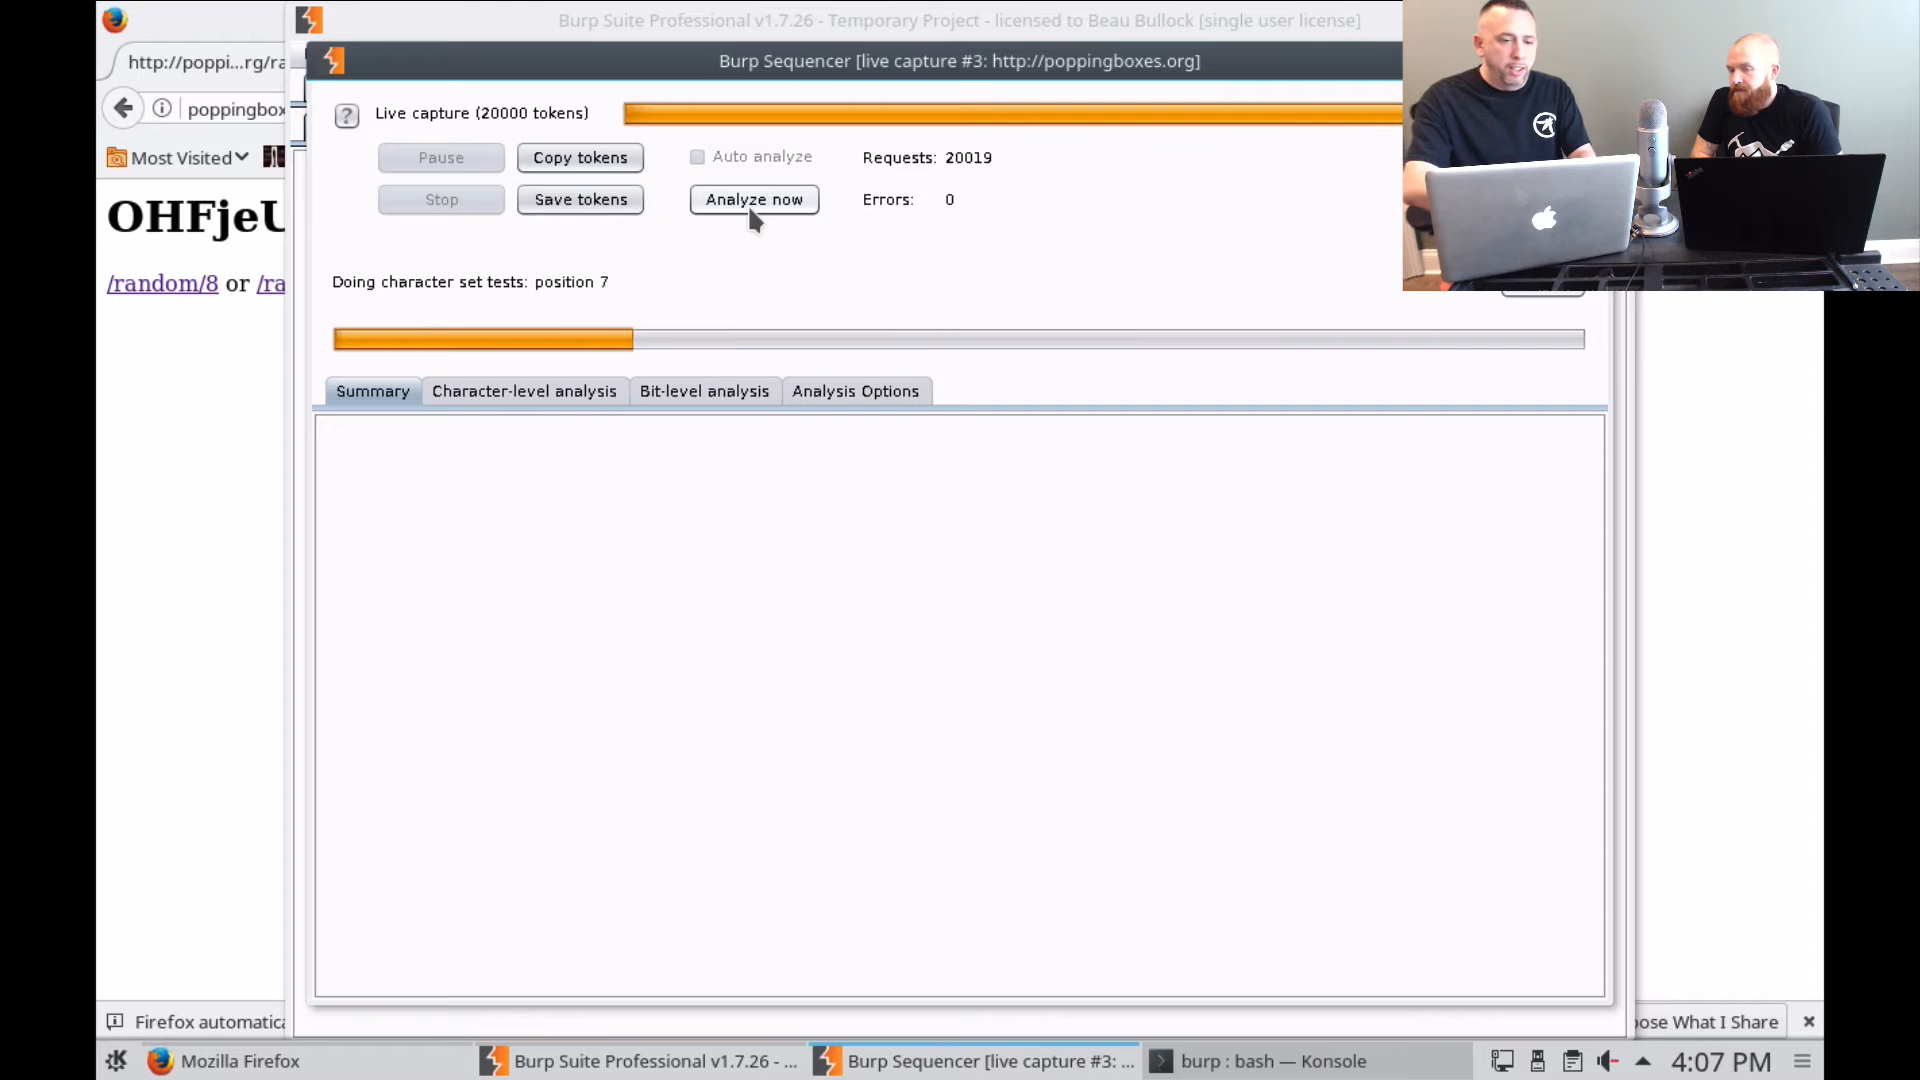 Burp Suite Professional v1.7.26 - Temporary Project - licensed to Beau Bullock [single user license]
http://poppi...rg/ra
Burp Sequencer [live capture #3: http://poppingboxes.org]
poppingbox
Most Visited
OHFjeU
/random/8 or /ra
? Live capture (20000 tokens)
Pause Copy tokens Auto analyze Requests: 20019
Stop Save tokens Analyze now Errors: 0
Doing character set tests: position 7
Summary Character-level analysis Bit-level analysis Analysis Options
Firefox automatica
oose What I Share
Mozilla Firefox
Burp Suite Professional v1.7.26 - ...
Burp Sequencer [live capture #3: ...
burp : bash — Konsole
4:07 PM